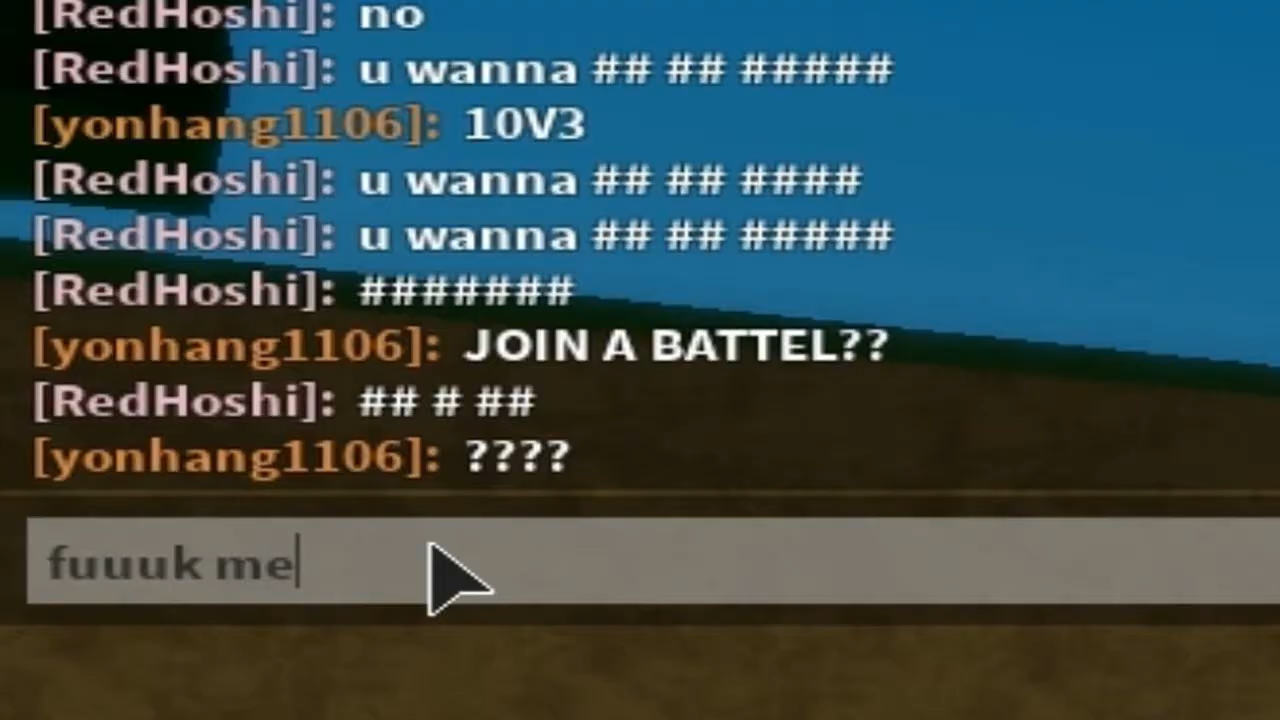 [RedHoshi]: no
[RedHoshi]: u wanna ## ## #####
[yonhang1106]: 10V3
[RedHoshi]: u wanna ## ## ####
[RedHoshi]: u wanna ## ## #####
[RedHoshi]: #######
[yonhang1106]: JOIN A BATTEL??
[RedHoshi]: ## # ##
[yonhang1106]: ????
fuuuk me